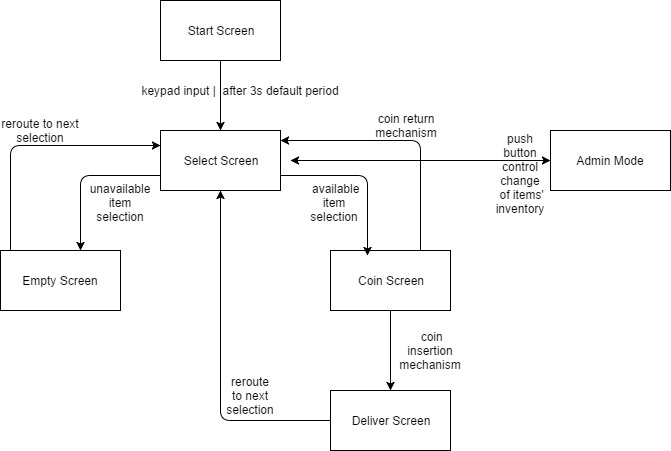 Start Screen
keypad input | after 3s default period
reroute to next
selection
coin return
mechanism
Select Screen
push
button
control
change
of items'
inventory
Admin Mode
unavailable
item
selection
available
item
selection
Empty Screen
Coin Screen
coin
insertion
mechanism
reroute
to next
selection
Deliver Screen